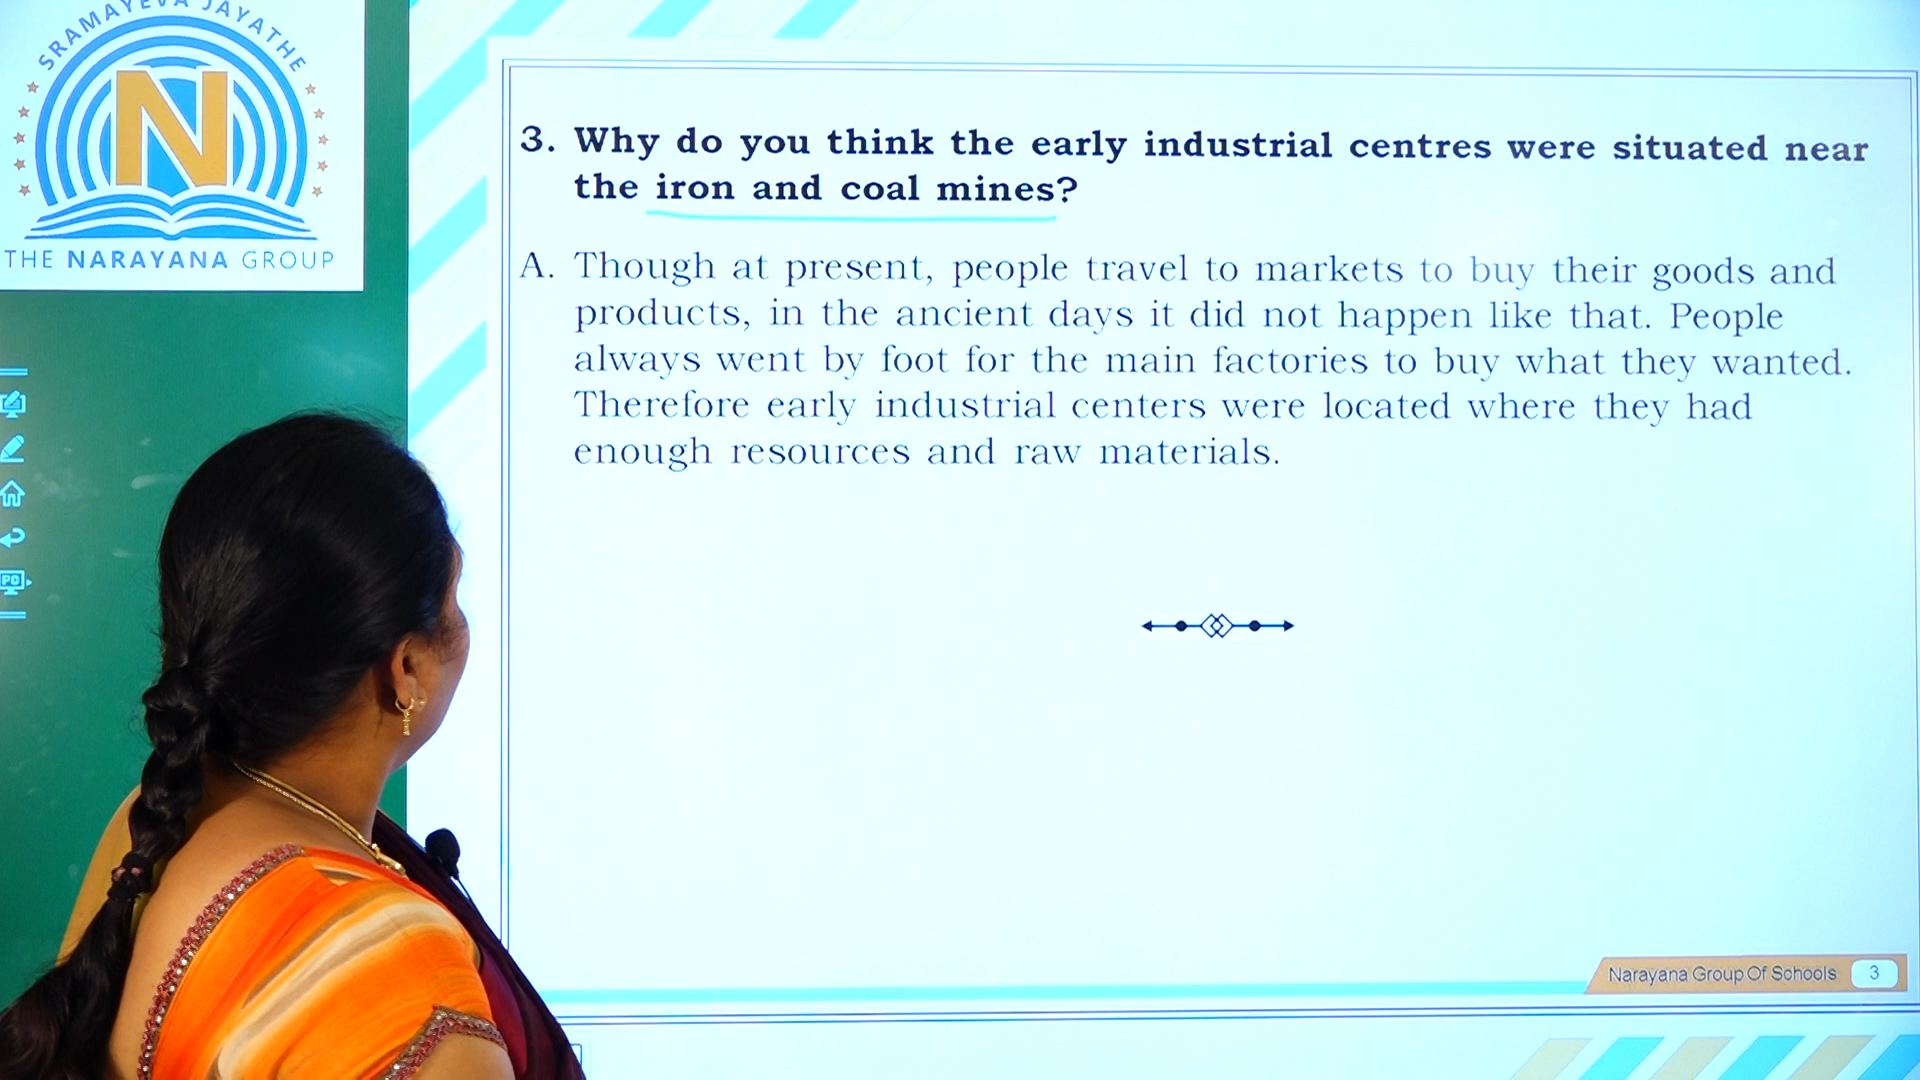 SRAMAYEVA JAYATHE
N
THE NARAYANA GROUP
3. Why do you think the early industrial centres were situated near
the iron and coal mines?
A. Though at present, people travel to markets to buy their goods and
products, in the ancient days it did not happen like that. People
always went by foot for the main factories to buy what they wanted.
Therefore early industrial centers were located where they had
enough resources and raw materials.
PC
Narayana Group Of Schools 3